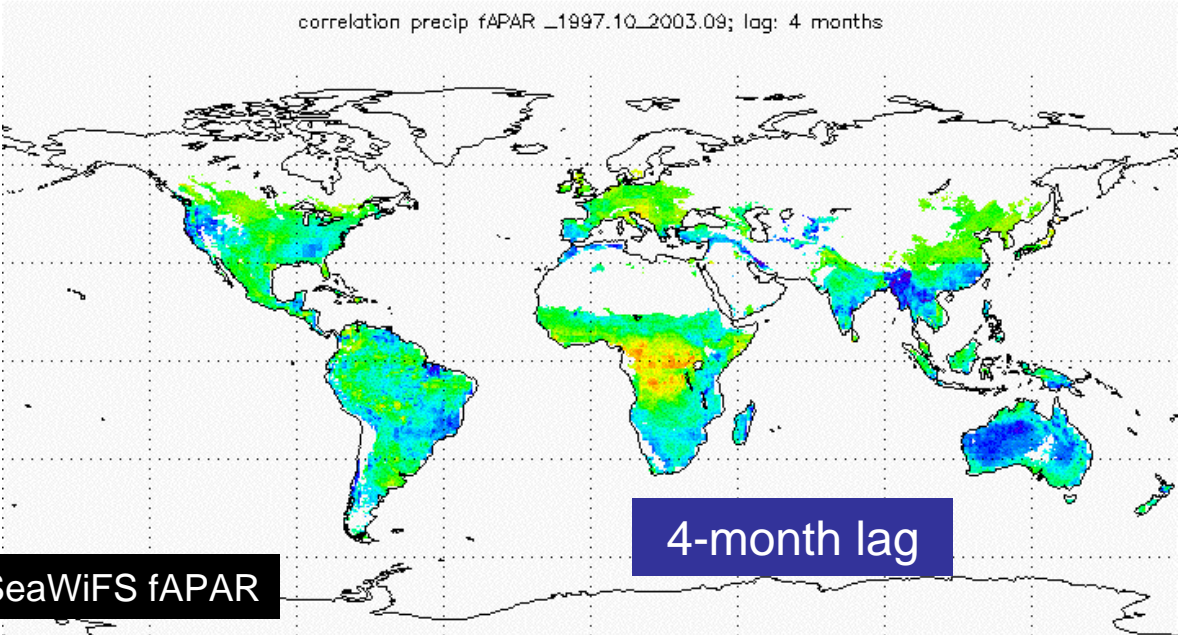 correlation precip fAPAR _1997.10_2003.09; lag: 4 months
4-month lag
SeaWiFS fAPAR